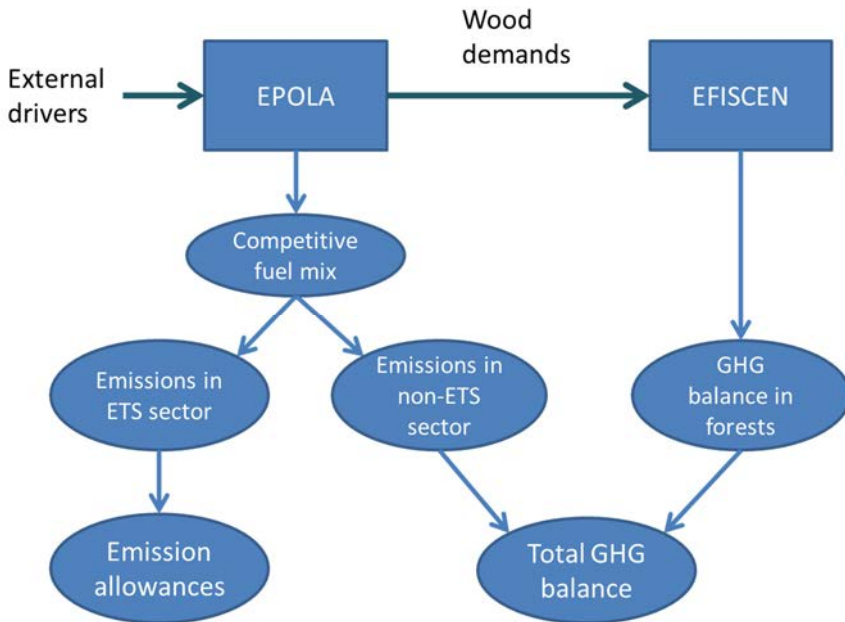 Wood
demands
External
drivers
EPOLA
EFISCEN
Competitive
fuel mix
Emissions in
ETS sector
Emissions in
non-ETS
sector
GHG
balance in
forests
Emission
allowances
Total GHG
balance